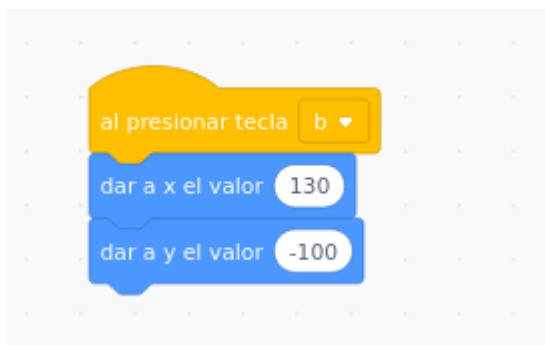 al presionar tecla b
dar a x el valor 130
dar a y el valor -100